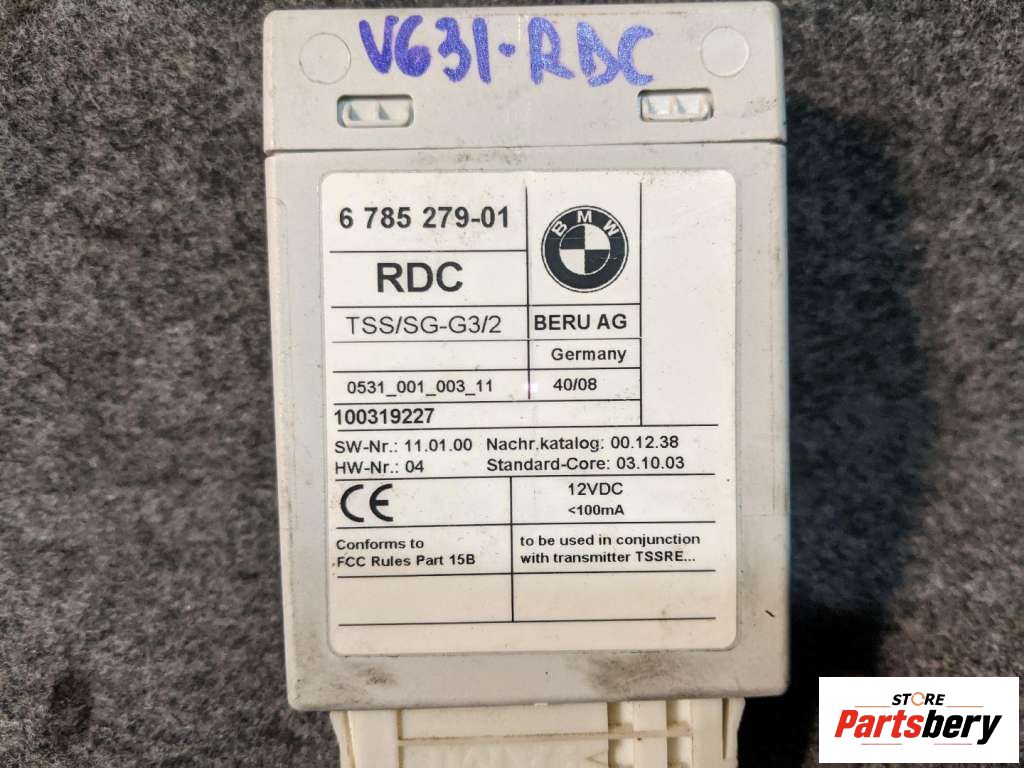 V631·RDC
6 785 279-01
BMW
RDC
TSS/SG-G3/2
BERU AG
Germany
0531_001_003_11
40/08
100319227
SW-Nr.: 11.01.00 Nachr.katalog: 00.12.38
HW-Nr.: 04 Standard-Core: 03.10.03
CE
12VDC
<100mA
Conforms to
FCC Rules Part 15B
to be used in conjunction
with transmitter TSSRE...
STORE
Partsbery